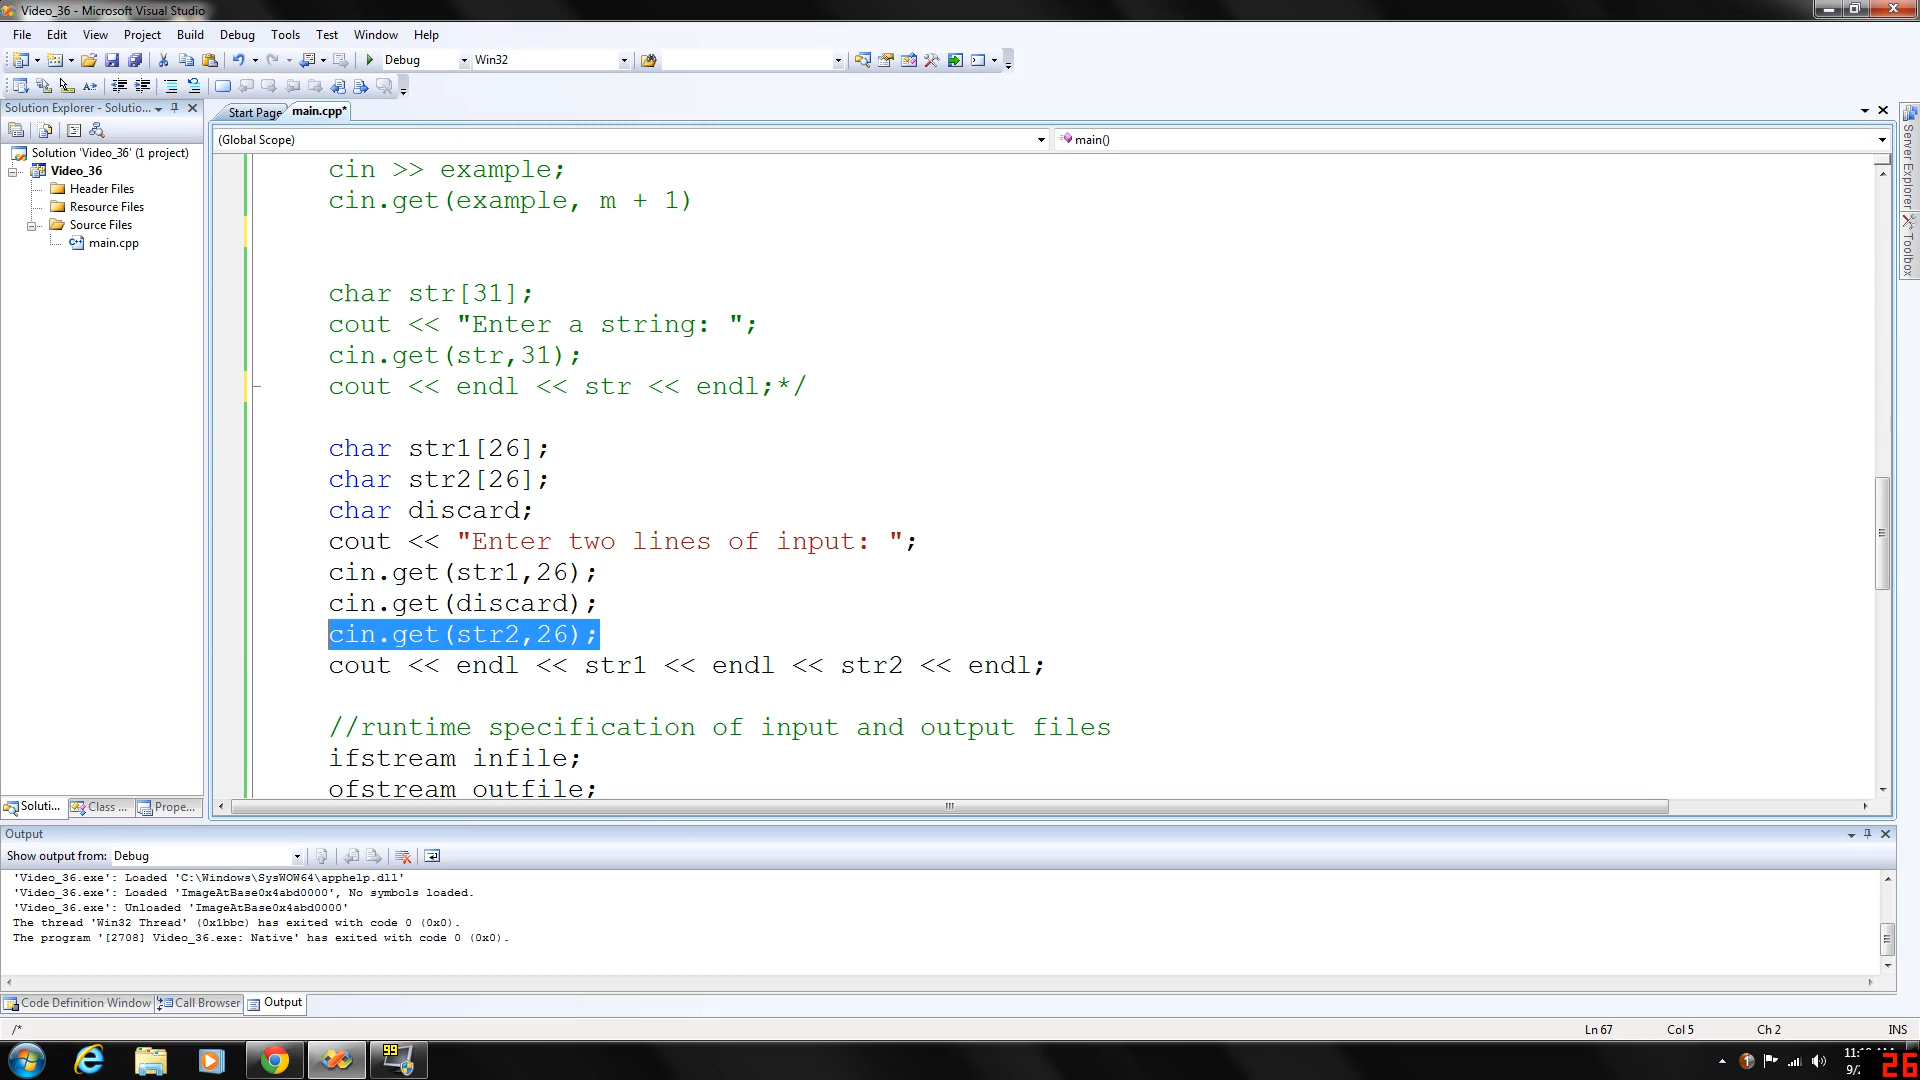 Video_36 - Microsoft Visual Studio
File Edit View Project Build Debug Tools Test Window Help
Debug Win32
Solution Explorer - Solutio...
Start Page main.cpp*
(Global Scope) main()
Solution 'Video_36' (1 project)
Video_36
Header Files
Resource Files
Source Files
main.cpp
cin >> example;
cin.get(example, m + 1)
char str[31];
cout << "Enter a string: ";
cin.get(str,31);
cout << endl << str << endl;*/
char str1[26];
char str2[26];
char discard;
cout << "Enter two lines of input: ";
cin.get(str1,26);
cin.get(discard);
cin.get(str2,26);
cout << endl << str1 << endl << str2 << endl;
//runtime specification of input and output files
ifstream infile;
ofstream outfile;
Server Explorer
Toolbox
Soluti... Class ... Prope...
Output
Show output from: Debug
'Video_36.exe': Loaded 'C:\Windows\SysWOW64\apphelp.dll'
'Video_36.exe': Loaded 'ImageAtBase0x4abd0000', No symbols loaded.
'Video_36.exe': Unloaded 'ImageAtBase0x4abd0000'
The thread 'Win32 Thread' (0x1bbc) has exited with code 0 (0x0).
The program '[2708] Video_36.exe: Native' has exited with code 0 (0x0).
Code Definition Window Call Browser Output
/* Ln 67 Col 5 Ch 2 INS
99
26